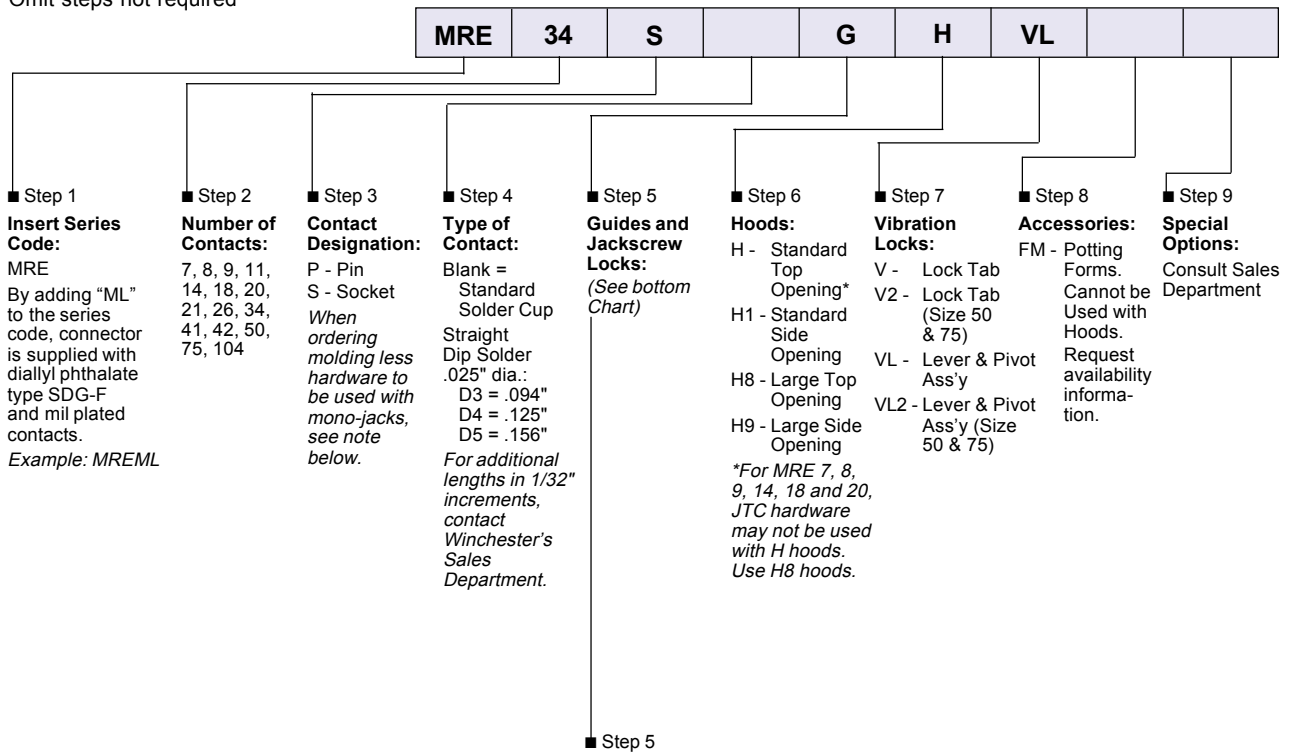 Omit steps not required
MRE 34 S G H VL
■ Step 1
Insert Series
Code:
MRE
By adding “ML”
to the series
code, connector
is supplied with
diallyl phthalate
type SDG-F
and mil plated
contacts.
Example: MREML
■ Step 2
Number of
Contacts:
7, 8, 9, 11,
14, 18, 20,
21, 26, 34,
41, 42, 50,
75, 104
■ Step 3
Contact
Designation:
P - Pin
S - Socket
When
ordering
molding less
hardware to
be used with
mono-jacks,
see note
below.
■ Step 4
Type of
Contact:
Blank =
Standard
Solder Cup
Straight
Dip Solder
.025" dia.:
D3 = .094"
D4 = .125"
D5 = .156"
For additional
lengths in 1/32"
increments,
contact
Winchester’s
Sales
Department.
■ Step 5
Guides and
Jackscrew
Locks:
(See bottom
Chart)
■ Step 6
Hoods:
H - Standard
Top
Opening*
H1 - Standard
Side
Opening
H8 - Large Top
Opening
H9 - Large Side
Opening
*For MRE 7, 8,
9, 14, 18 and 20,
JTC hardware
may not be used
with H hoods.
Use H8 hoods.
■ Step 7
Vibration
Locks:
V - Lock Tab
V2 - Lock Tab
(Size 50
& 75)
VL - Lever & Pivot
Ass’y
VL2 - Lever & Pivot
Ass’y (Size
50 & 75)
■ Step 8
Accessories:
FM - Potting
Forms.
Cannot be
Used with
Hoods.
Request
availability
informa-
tion.
■ Step 9
Special
Options:
Consult Sales
Department
■ Step 5